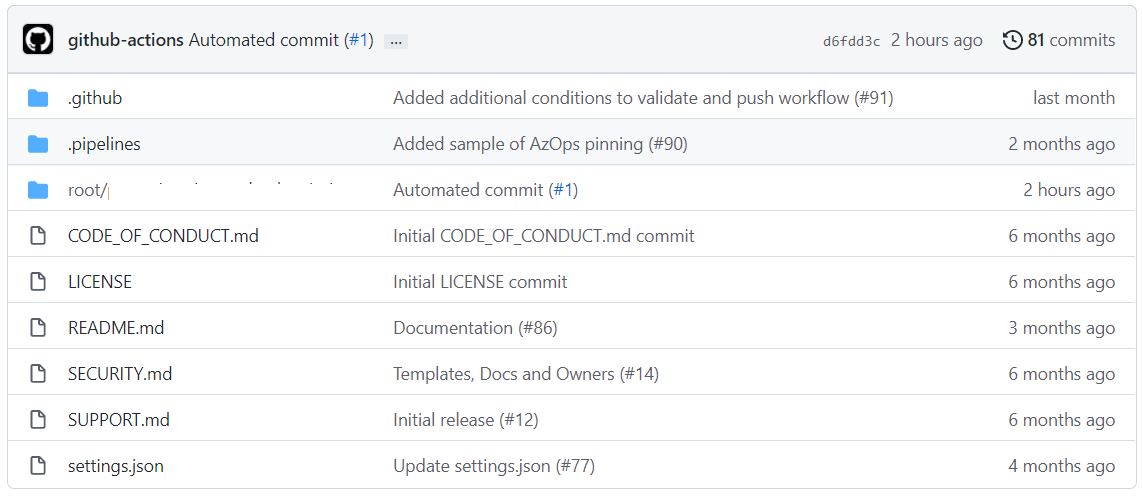 github-actions Automated commit (#1) ... d6fdd3c 2 hours ago 81 commits
.github Added additional conditions to validate and push workflow (#91) last month
.pipelines Added sample of AzOps pinning (#90) 2 months ago
root/ Automated commit (#1) 2 hours ago
CODE_OF_CONDUCT.md Initial CODE_OF_CONDUCT.md commit 6 months ago
LICENSE Initial LICENSE commit 6 months ago
README.md Documentation (#86) 3 months ago
SECURITY.md Templates, Docs and Owners (#14) 6 months ago
SUPPORT.md Initial release (#12) 6 months ago
settings.json Update settings.json (#77) 4 months ago